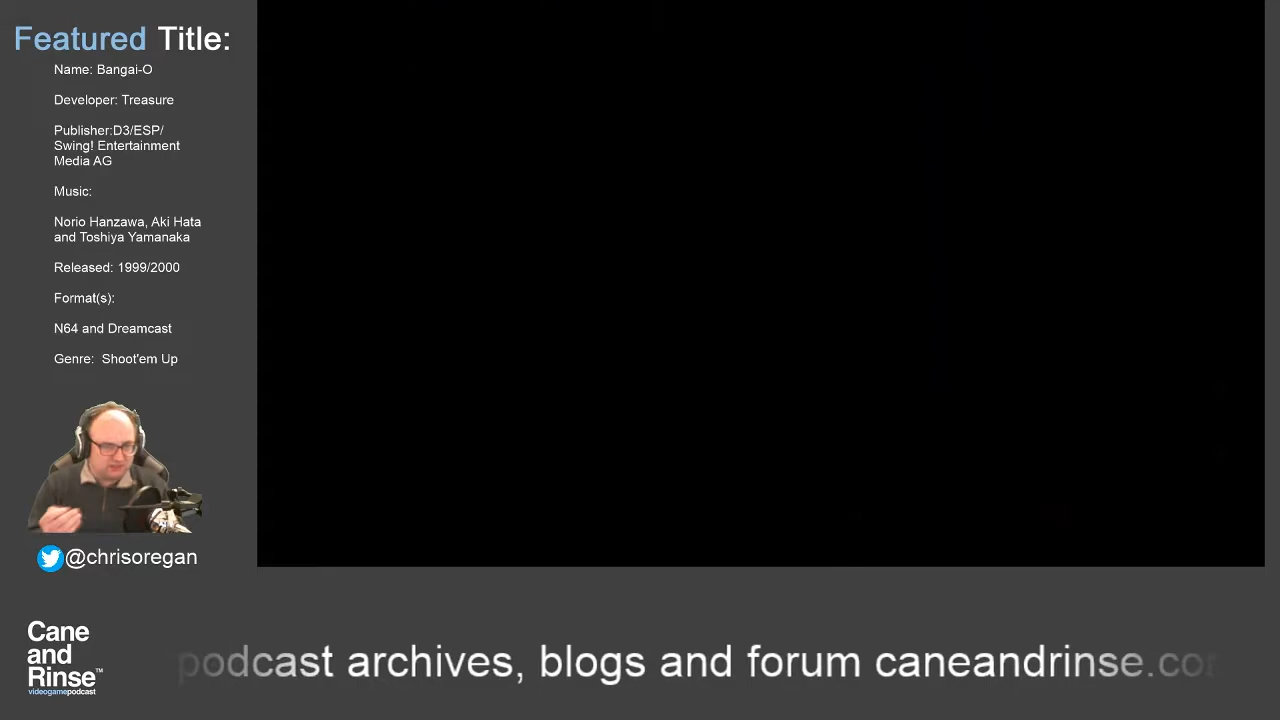 Featured Title:
Name: Bangai-O
Developer: Treasure
Publisher:D3/ESP/
Swing! Entertainment
Media AG
Music:
Norio Hanzawa, Aki Hata
and Toshiya Yamanaka
Released: 1999/2000
Format(s):
N64 and Dreamcast
Genre:  Shoot'em Up
@chrisoregan
Cane
and
Rinse™
videogamepodcast
podcast archives, blogs and forum caneandrinse.co